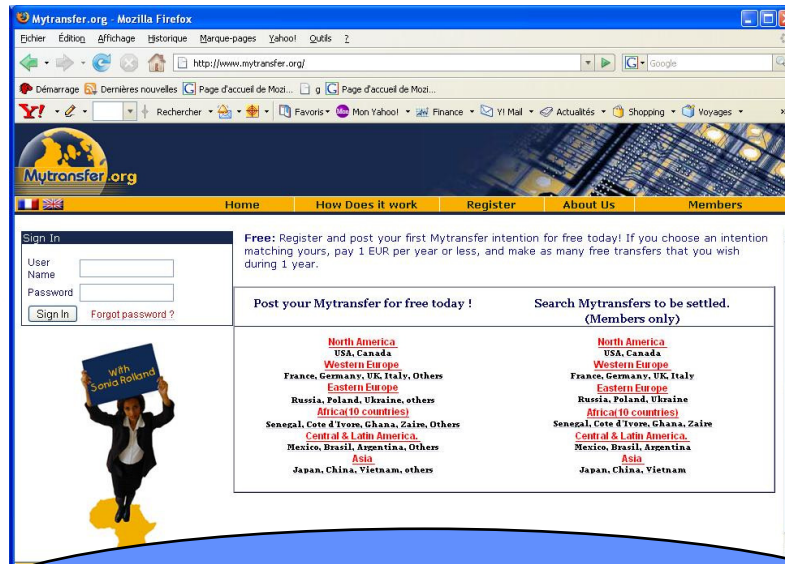 Mytransfer.org - Mozilla Firefox
Fichier Édition Affichage Historique Marque-pages Yahoo! Outils ?
http://www.mytransfer.org/
G Google
Démarrage Dernières nouvelles G Page d'accueil de Mozi... g G Page d'accueil de Mozi...
Y! Rechercher Favoris Mon Yahoo! Finance Y! Mail Actualités Shopping Voyages »
Mytransfer.org
Home How Does it work Register About Us Members
Sign In
User Name
Password
Sign In Forgot password ?
With
Sonia Rolland
Free: Register and post your first Mytransfer intention for free today! If you choose an intention
matching yours, pay 1 EUR per year or less, and make as many free transfers that you wish
during 1 year.
Post your Mytransfer for free today !
North America
USA, Canada
Western Europe
France, Germany, UK, Italy, Others
Eastern Europe
Russia, Poland, Ukraine, others
Africa(10 countries)
Senegal, Cote d'Ivore, Ghana, Zaire, Others
Central & Latin America.
Mexico, Brasil, Argentina, Others
Asia
Japan, China, Vietnam, others
Search Mytransfers to be settled.
(Members only)
North America
USA, Canada
Western Europe
France, Germany, UK, Italy
Eastern Europe
Russia, Poland, Ukraine
Africa(10 countries)
Senegal, Cote d'Ivore, Ghana, Zaire
Central & Latin America.
Mexico, Brasil, Argentina
Asia
Japan, China, Vietnam